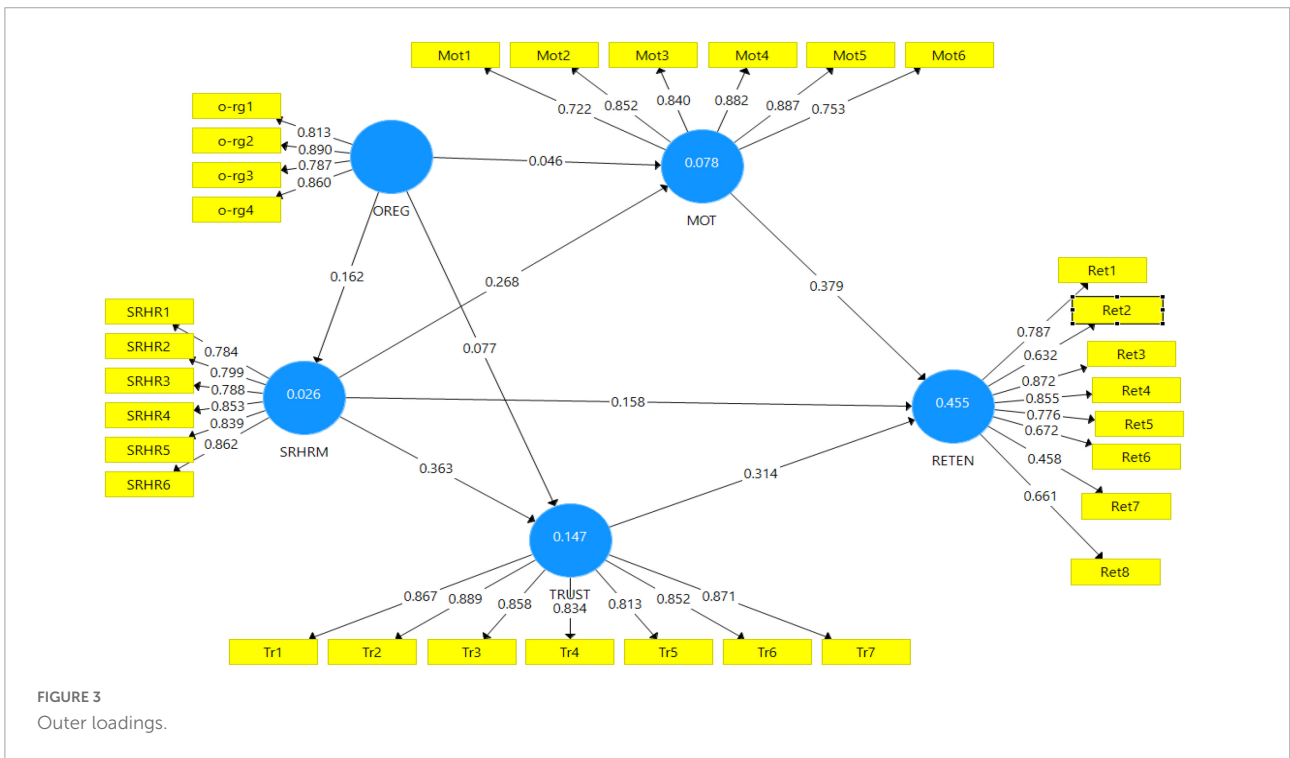 Mot1 Mot2 Mot3 Mot4 Mot5 Mot6
0.722 0.852 0.840 0.882 0.887 0.753
o-rg1
o-rg2
o-rg3
o-rg4
0.813
0.890
0.787
0.860
OREG
0.046
0.078
MOT
0.162
0.268
0.077
0.379
SRHR1
SRHR2
SRHR3
SRHR4
SRHR5
SRHR6
0.784
0.799
0.788
0.853
0.839
0.862
0.026
SRHRM
0.158
0.363
0.314
0.455
RETEN
Ret1
Ret2
Ret3
Ret4
Ret5
Ret6
Ret7
Ret8
0.787
0.632
0.872
0.855
0.776
0.672
0.458
0.661
0.147
TRUST
0.867 0.889 0.858 0.834 0.813 0.852 0.871
Tr1 Tr2 Tr3 Tr4 Tr5 Tr6 Tr7
FIGURE 3
Outer loadings.